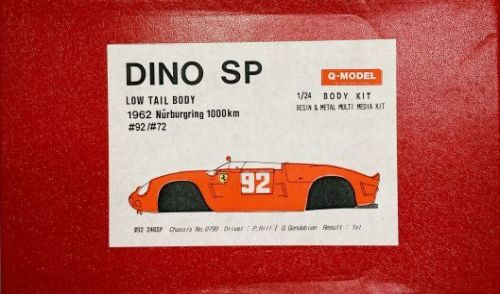 DINO SP
Q-MODEL
LOW TAIL BODY
1/24 BODY KIT
1962 Nürburgring 1000km
RESIN & METAL MULTI MEDIA KIT
#92/#72
92
#92 246SP Chassis No.0790 Driver : P.Hill / O.Gendebien Result : 1st